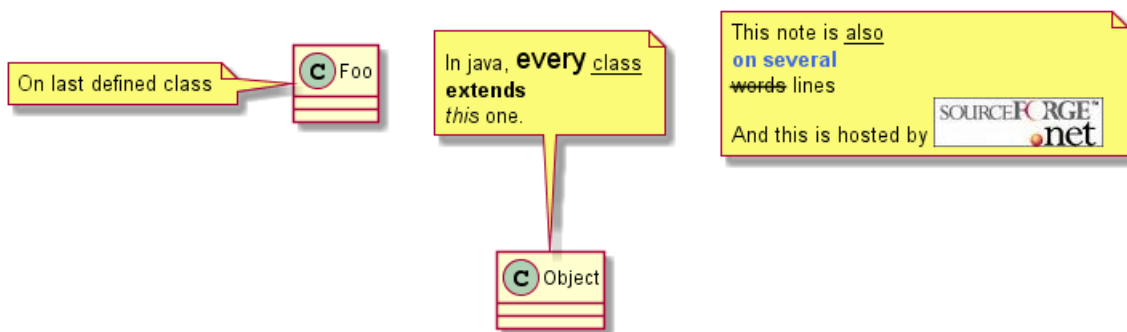 On last defined class
C Foo
In java, every class
extends
this one.
C Object
This note is also
on several
words lines
And this is hosted by SOURCEFORGE™
.net